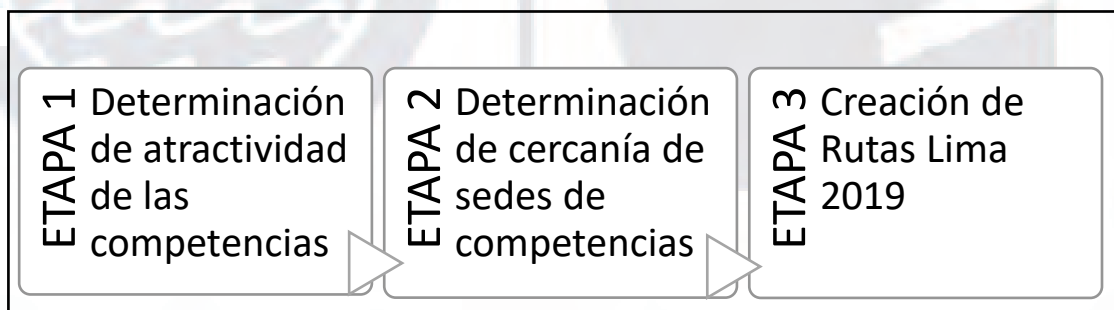 ETAPA 1
Determinación
de atractividad
de las
competencias
ETAPA 2
Determinación
de cercanía de
sedes de
competencias
ETAPA 3
Creación de
Rutas Lima
2019